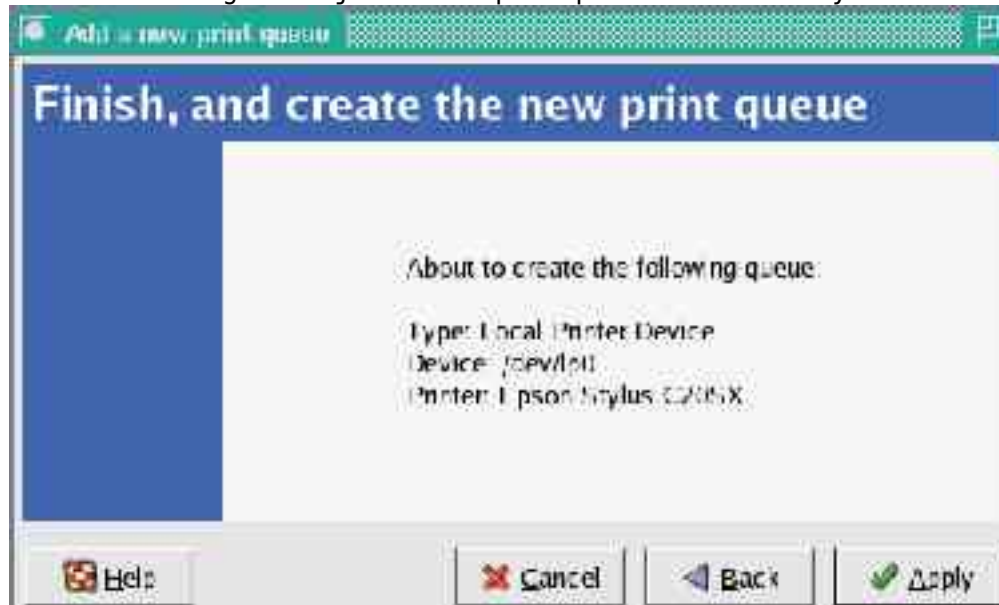 Add a new print queue
Finish, and create the new print queue
About to create the following queue:
Type: Local Printer Device
Device: /dev/lp0
Printer: Epson Stylus C20SX
Help
Cancel
Back
Apply